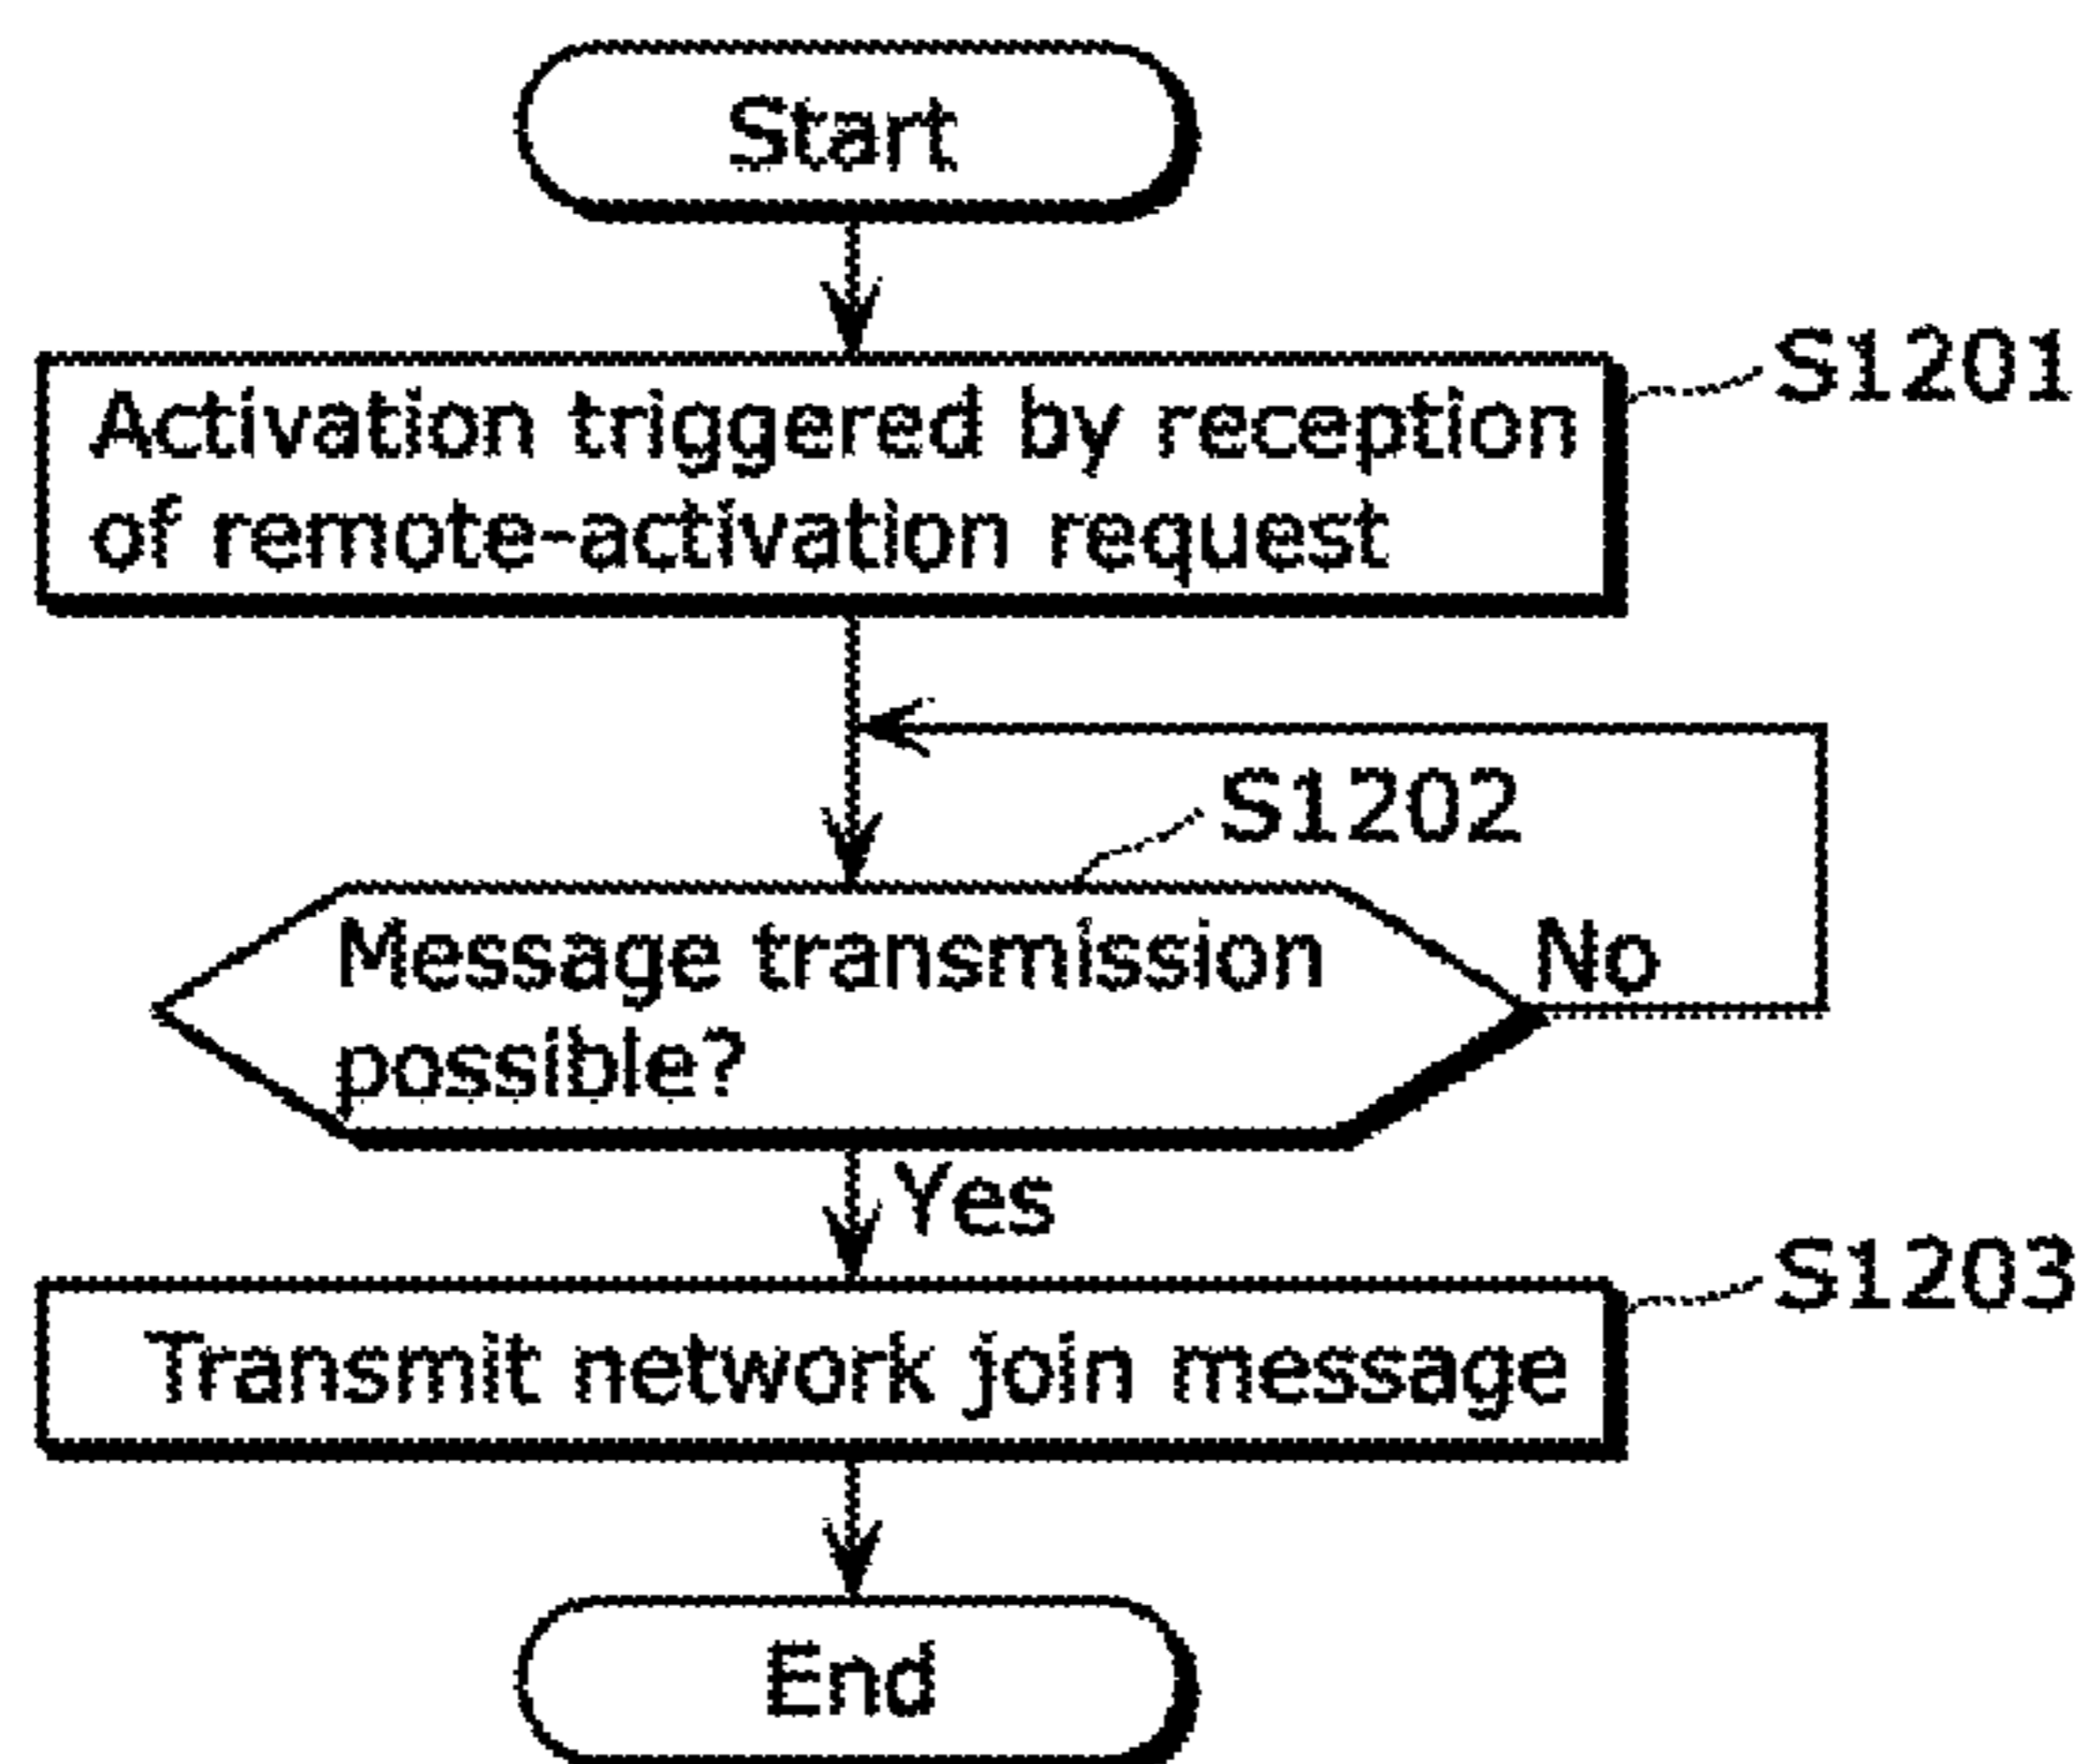 Start
S1201
Activation triggered by reception
of remote-activation request
S1202
Message transmission
possible?
No
Yes
S1203
Transmit network join message
End